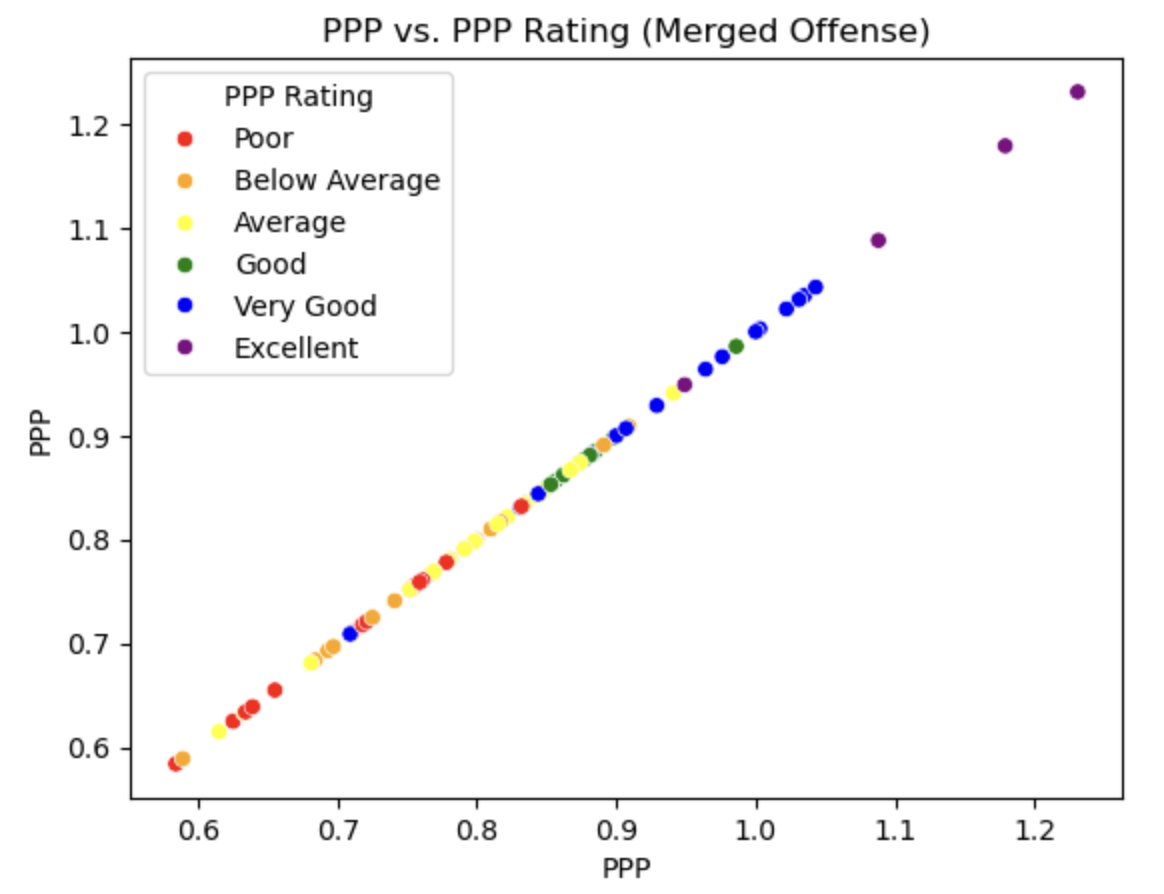 PPP vs. PPP Rating (Merged Offense)
PPP Rating
Poor
Below Average
Average
Good
Very Good
Excellent
PPP
1.2
1.1
1.0
0.9
0.8
0.7
0.6
0.6 0.7 0.8 0.9 1.0 1.1 1.2
PPP